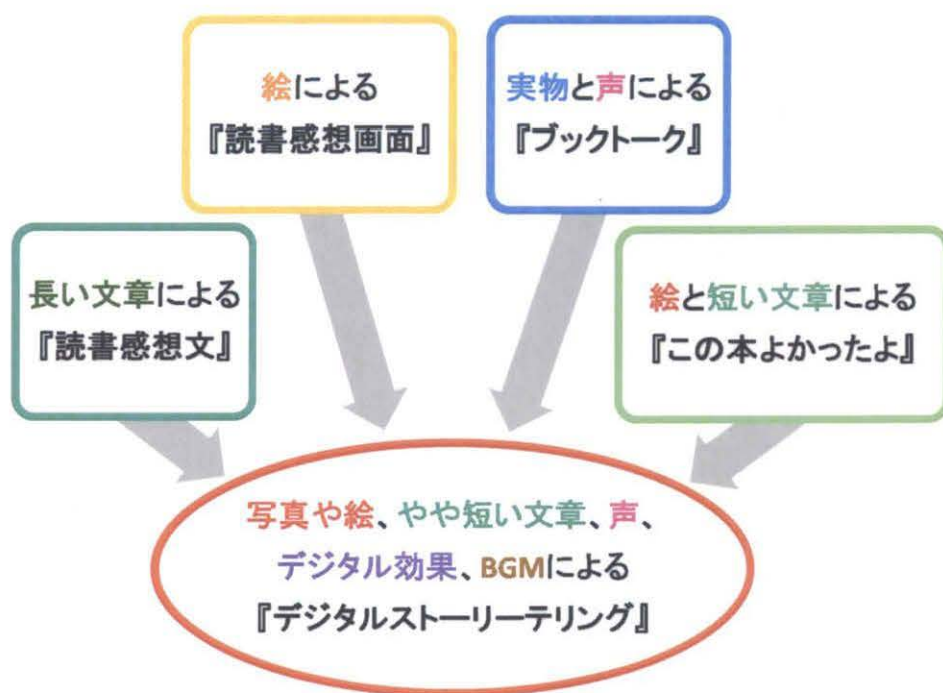 絵による
『読書感想画面』
実物と声による
『ブックトーク』
長い文章による
『読書感想文』
絵と短い文章による
『この本よかったよ』
写真や絵、やや短い文章、声、
デジタル効果、BGMによる
『デジタルストーリーテリング』